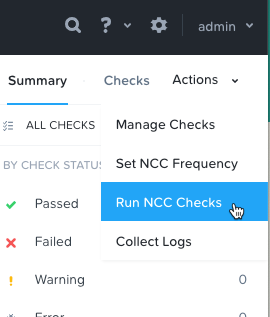 ? admin
Summary Checks Actions
ALL CHECKS
Manage Checks
BY CHECK STATUS
Set NCC Frequency
Passed
Run NCC Checks
Failed
Collect Logs
Warning 0
Error 0